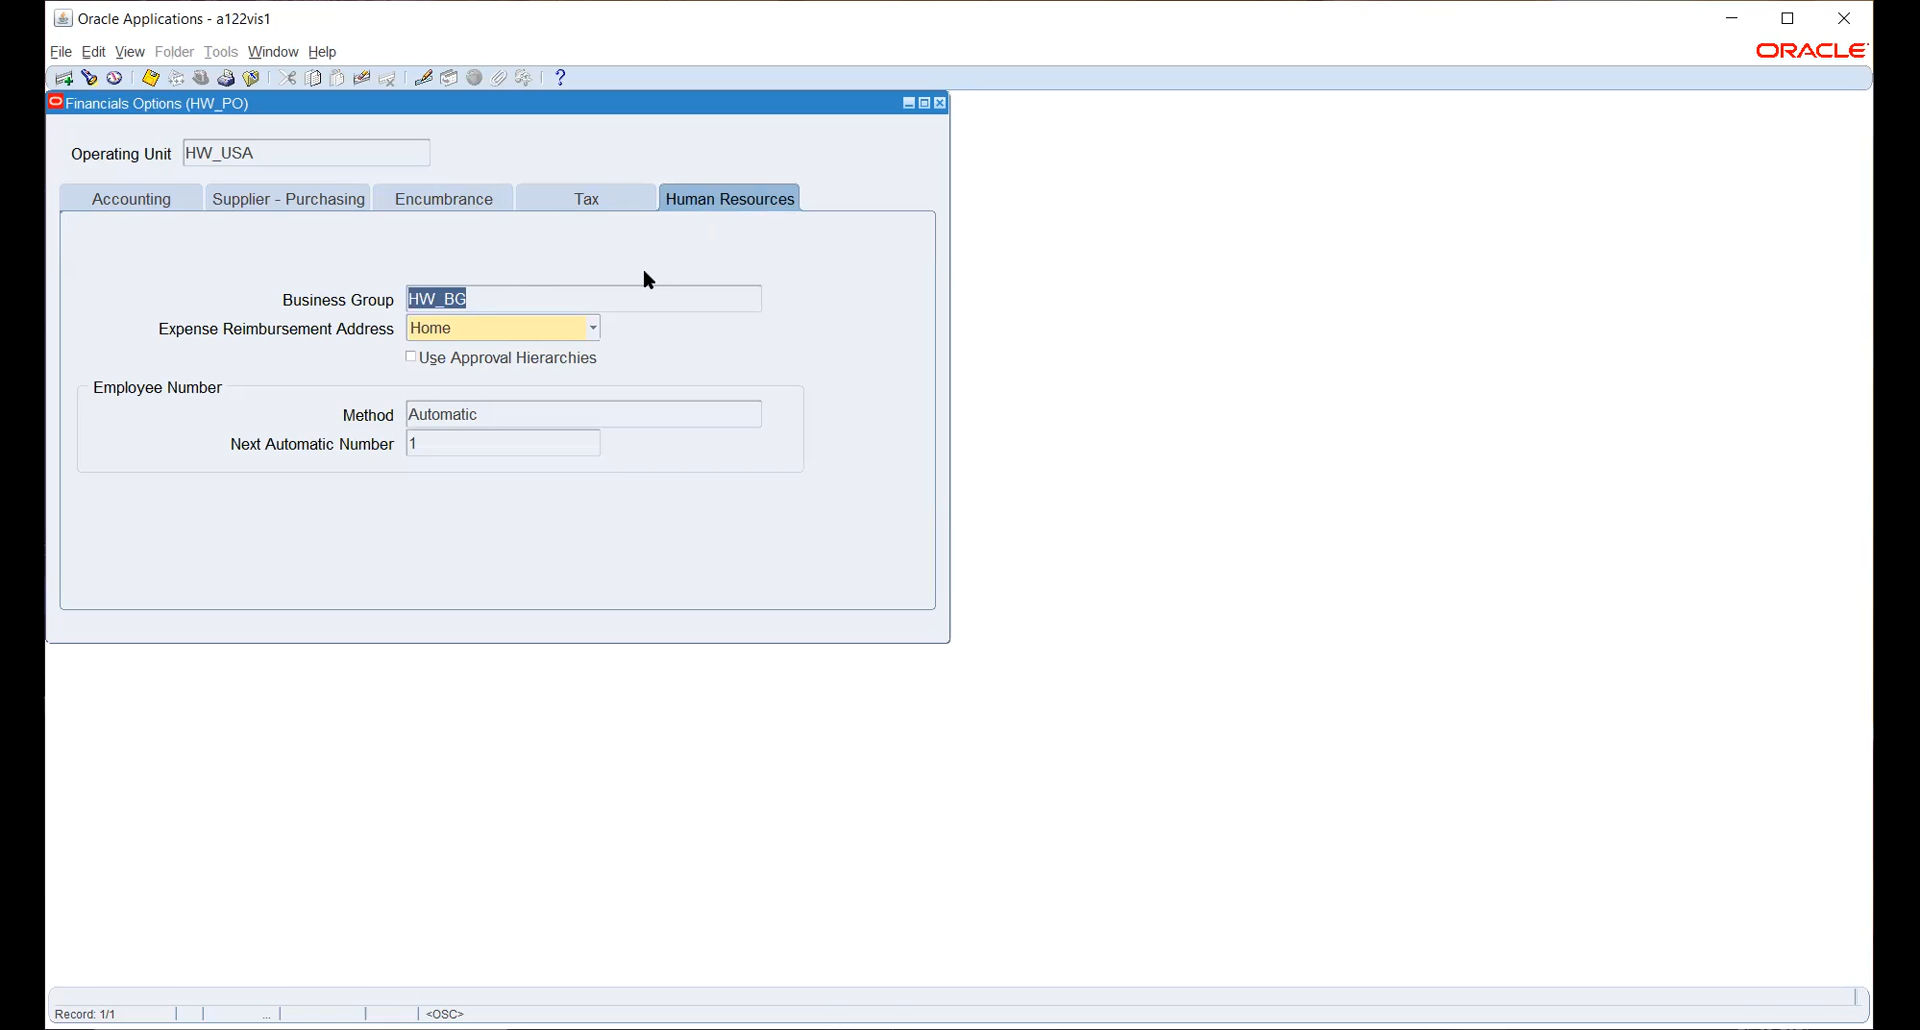 Oracle Applications - a122vis1
File Edit View Folder Tools Window Help
ORACLE
?
Financials Options (HW_PO)
Operating Unit HW_USA
Accounting Supplier - Purchasing Encumbrance Tax Human Resources
Business Group HW_BG
Expense Reimbursement Address Home
Use Approval Hierarchies
Employee Number
Method Automatic
Next Automatic Number 1
Record: 1/1 ... <OSC>